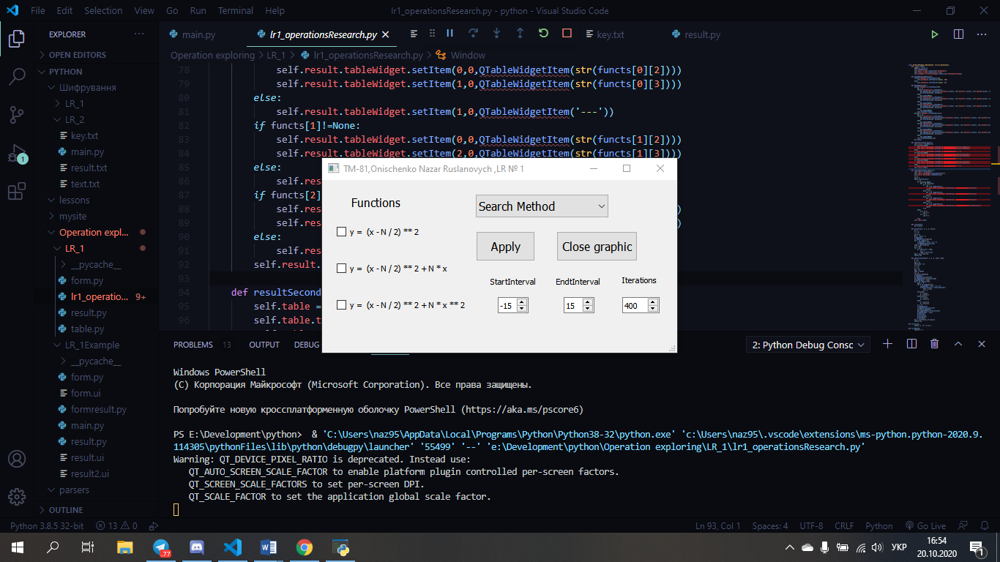 File Edit Selection View Go Run Terminal Help lr1_operationsResearch.py - python - Visual Studio Code
EXPLORER
OPEN EDITORS
PYTHON
Шифрування
LR_1
LR_2
key.txt
main.py
result.txt
text.txt
lessons
mysite
Operation expl...
LR_1
__pycache__
form.py
lr1_operatio... 9+
result.py
table.py
LR_1Example
__pycache__
form.py
form.ui
formresult.py
main.py
result.py
result.ui
result2.ui
parsers
OUTLINE
1
main.py lr1_operationsResearch.py key.txt result.py
Operation exploring > LR_1 > lr1_operationsResearch.py > Window
78 self.result.tableWidget.setItem(0,0,QTableWidgetItem(str(functs[0][2])))
79 self.result.tableWidget.setItem(1,0,QTableWidgetItem(str(functs[0][3])))
80 else:
81 self.result.tableWidget.setItem(1,0,QTableWidgetItem('---'))
82 if functs[1]!=None:
83 self.result.tableWidget.setItem(0,0,QTableWidgetItem(str(functs[1][2])))
84 self.result.tableWidget.setItem(2,0,QTableWidgetItem(str(functs[1][3])))
85 else:
86 self.res
87 if functs[2]
88 self.res )
89 self.res )
90 else:
91 self.res
92 self.result.
93
94 def resultSecond
95 self.table =
96 self.table.t
TM-81,Onischenko Nazar Ruslanovych ,LR № 1
Functions
Search Method
y = (x - N / 2) ** 2
Apply Close graphic
y = (x - N / 2) ** 2 + N * x
StartInterval EndtInterval Iterations
y = (x - N / 2) ** 2 + N * x ** 2
-15 15 400
PROBLEMS 13 OUTPUT DEBUG 2: Python Debug Consc
Windows PowerShell
(C) Корпорация Майкрософт (Microsoft Corporation). Все права защищены.
Попробуйте новую кроссплатформенную оболочку PowerShell (https://aka.ms/pscore6)
PS E:\Development\python> & 'C:\Users\naz95\AppData\Local\Programs\Python\Python38-32\python.exe' 'c:\Users\naz95\.vscode\extensions\ms-python.python-2020.9.
114305\pythonFiles\lib\python\debugpy\launcher' '55499' '--' 'e:\Development\python\Operation exploring\LR_1\lr1_operationsResearch.py'
Warning: QT_DEVICE_PIXEL_RATIO is deprecated. Instead use:
QT_AUTO_SCREEN_SCALE_FACTOR to enable platform plugin controlled per-screen factors.
QT_SCREEN_SCALE_FACTORS to set per-screen DPI.
QT_SCALE_FACTOR to set the application global scale factor.
Python 3.8.5 32-bit 13 0 Ln 93, Col 1 Spaces: 4 UTF-8 CRLF Python Go Live
77 УКР 16:54
20.10.2020 1